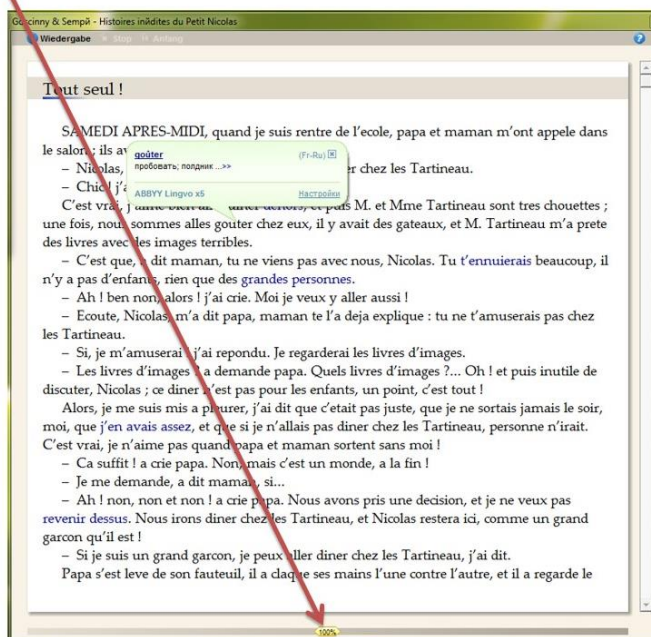 Goscinny & Sempй - Histoires inйdites du Petit Nicolas
Wiedergabe Stop Anfang
Tout seul !
SAMEDI APRES-MIDI, quand je suis rentre de l'ecole, papa et maman m'ont appele dans
le salon ; ils
goûter (Fr-Ru)
пробовать; полдник ...>>
ABBYY Lingvo x5 Настройки
– Nicolas, chez les Tartineau.
– Chic !
C'est vrai, j'aime bien diner dehors, et puis M. et Mme Tartineau sont tres chouettes ;
une fois, nous sommes alles gouter chez eux, il y avait des gateaux, et M. Tartineau m'a prete
des livres avec des images terribles.
– C'est que, a dit maman, tu ne viens pas avec nous, Nicolas. Tu t'ennuierais beaucoup, il
n'y a pas d'enfants, rien que des grandes personnes.
– Ah ! ben non, alors ! j'ai crie. Moi je veux y aller aussi !
– Ecoute, Nicolas, m'a dit papa, maman te l'a deja explique : tu ne t'amuserais pas chez
les Tartineau.
– Si, je m'amuserai ! j'ai repondu. Je regarderai les livres d'images.
– Les livres d'images ? a demande papa. Quels livres d'images ?... Oh ! et puis inutile de
discuter, Nicolas ; ce diner n'est pas pour les enfants, un point, c'est tout !
Alors, je me suis mis a pleurer, j'ai dit que c'etait pas juste, que je ne sortais jamais le soir,
moi, que j'en avais assez, et que si je n'allais pas diner chez les Tartineau, personne n'irait.
C'est vrai, je n'aime pas quand papa et maman sortent sans moi !
– Ca suffit ! a crie papa. Non, mais c'est un monde, a la fin !
– Je me demande, a dit maman, si...
– Ah ! non, non et non ! a crie papa. Nous avons pris une decision, et je ne veux pas
revenir dessus. Nous irons diner chez les Tartineau, et Nicolas restera ici, comme un grand
garcon qu'il est !
– Si je suis un grand garcon, je peux aller diner chez les Tartineau, j'ai dit.
Papa s'est leve de son fauteuil, il a claque ses mains l'une contre l'autre, et il a regarde le
100%